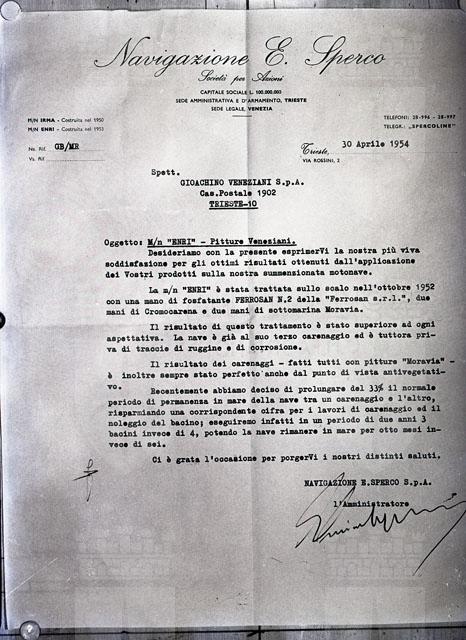 Navigazione E. Sperco
Società per Azioni
CAPITALE SOCIALE L. 100.000.000
SEDE AMMINISTRATIVA E D'ARMAMENTO, TRIESTE
SEDE LEGALE, VENEZIA
M/N IRMA - Costruita nel 1950
M/N ENRI - Costruita nel 1953
TELEFONI: 28-996 - 28-997
TELEGR.: „SPERCOLINE"
Ns. Rif. GB/MR
Vs. Rif.
Trieste, 30 Aprile 1954
VIA ROSSINI, 2
Spett.
GIOACHINO VENEZIANI S.p.A.
Cas.Postale 1902
TRIESTE-10
Oggetto: M/n "ENRI" - Pitture Veneziani.
Desideriamo con la presente esprimerVi la nostra più viva
soddisfazione per gli ottimi risultati ottenuti dall'applicazione
dei Vostri prodotti sulla nostra summensionata motonave.
La m/n "ENRI" è stata trattata sullo scalo nell'ottobre 1952
con una mano di fosfatante FERROSAN N.2 della "Ferrosan s.r.l.", due
mani di Cromocarena e due mani di sottomarina Moravia.
Il risultato di questo trattamento è stato superiore ad ogni
aspettativa. La nave è già al suo terzo carenaggio ed è tuttora pri-
va di traccie di ruggine e di corrosione.
Il risultato dei carenaggi - fatti tutti con pitture "Moravia" -
è inoltre sempre stato perfetto anche dal punto di vista antivegetati-
vo.
Recentemente abbiamo deciso di prolungare del 33% il normale
periodo di permanenza in mare della nave tra un carenaggio e l'altro,
risparmiando una corrispondente cifra per i lavori di carenaggio ed il
noleggio del bacino; eseguiremo infatti in un periodo di due anni 3
bacini invece di 4, potendo la nave rimanere in mare per otto mesi in-
vece di sei.
Ci è grata l'occasione per porgerVi i nostri distinti saluti,
NAVIGAZIONE E.SPERCO S.p.A.
l'Amministratore